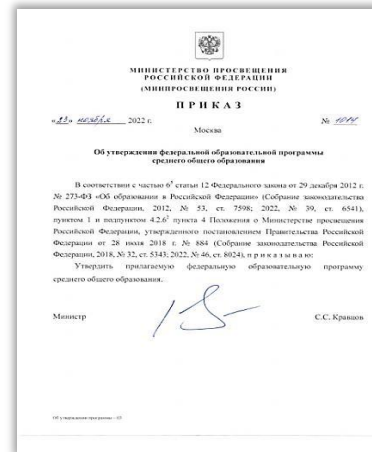 МИНИСТЕРСТВО ПРОСВЕЩЕНИЯ
РОССИЙСКОЙ ФЕДЕРАЦИИ
(МИНПРОСВЕЩЕНИЯ РОССИИ)
ПРИКАЗ
«23» ноября 2022 г. № 1014
Москва
Об утверждении федеральной образовательной программы
среднего общего образования
В соответствии с частью 6⁵ статьи 12 Федерального закона от 29 декабря 2012 г.
№ 273-ФЗ «Об образовании в Российской Федерации» (Собрание законодательства
Российской Федерации, 2012, № 53, ст. 7598; 2022, № 39, ст. 6541),
пунктом 1 и подпунктом 4.2.6² пункта 4 Положения о Министерстве просвещения
Российской Федерации, утвержденного постановлением Правительства Российской
Федерации от 28 июля 2018 г. № 884 (Собрание законодательства Российской
Федерации, 2018, № 32, ст. 5343; 2022, № 46, ст. 8024), приказываю:
Утвердить прилагаемую федеральную образовательную программу
среднего общего образования.
Министр С.С. Кравцов